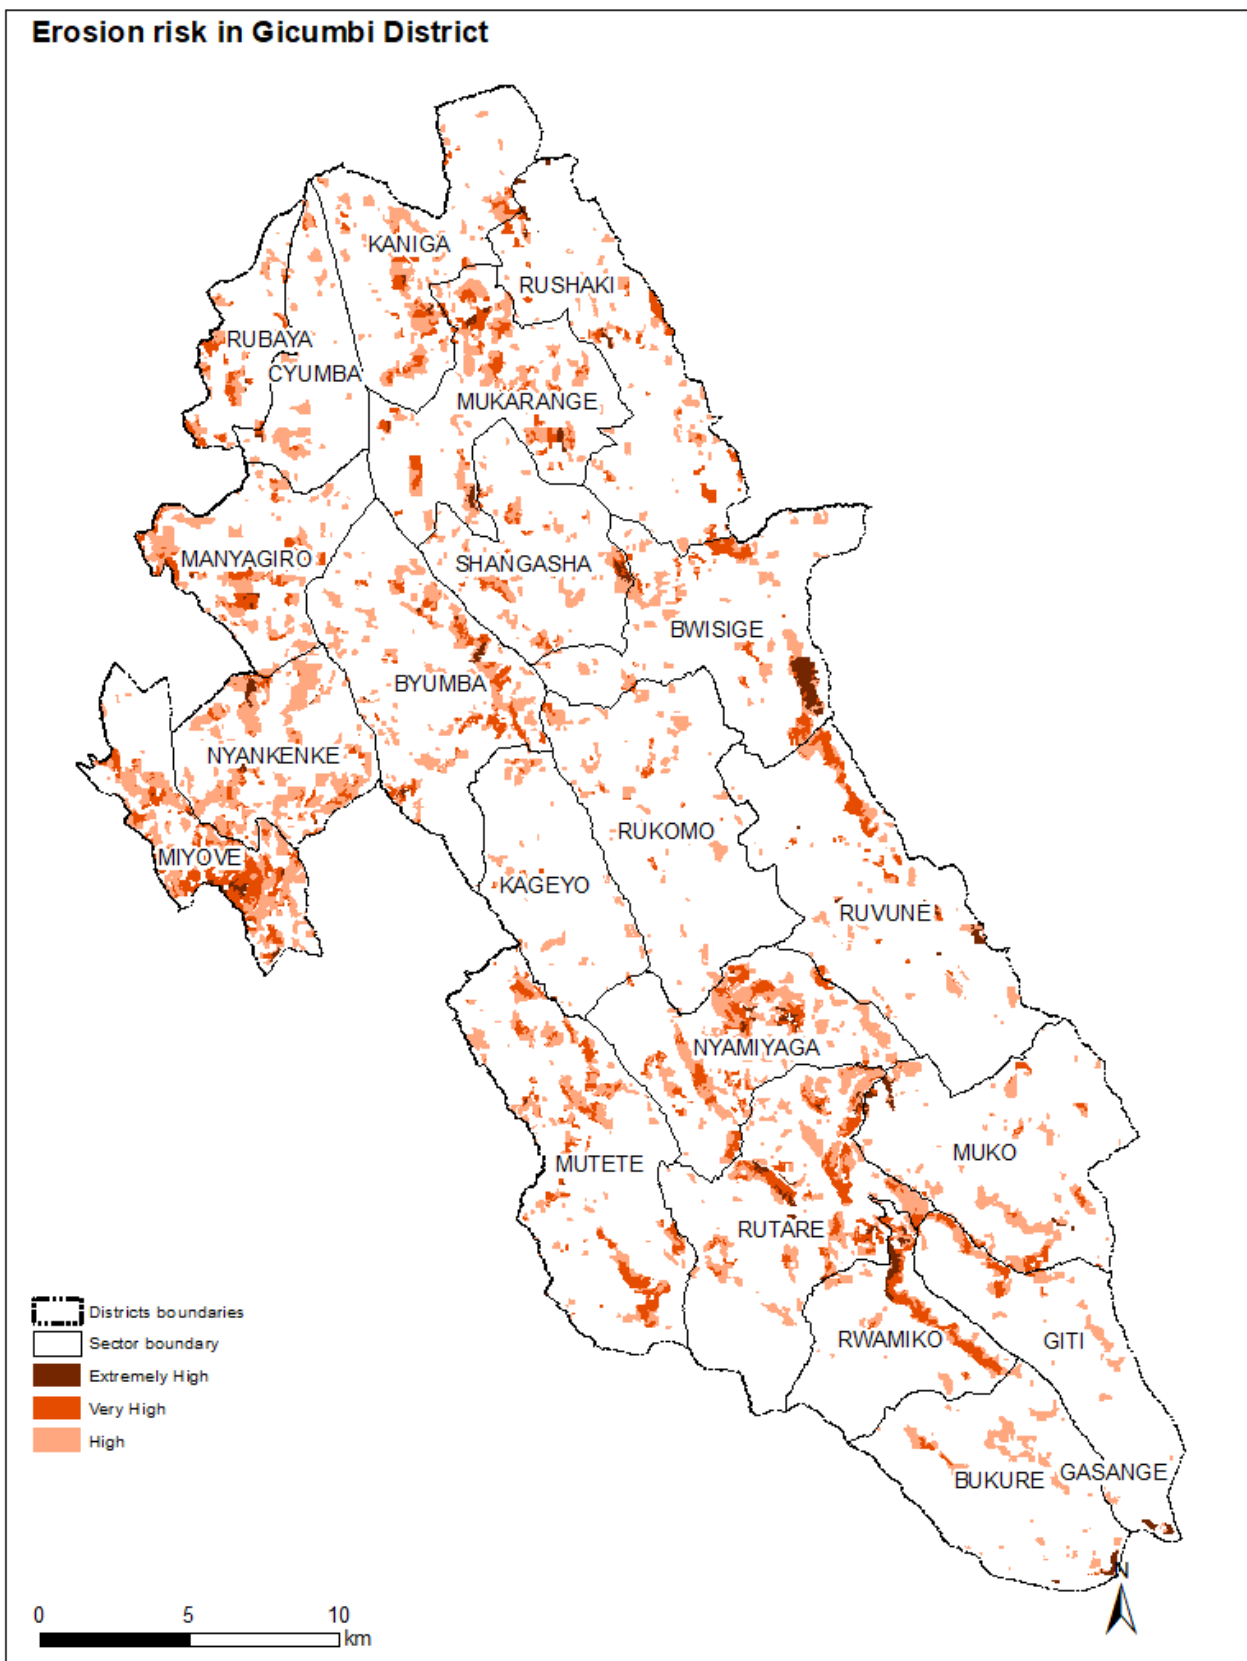 Erosion risk in Gicumbi District
KANIGA
RUSHAKI
RUBAYA
CYUMBA
MUKARANGE
MANYAGIRO
SHANGASHA
BWISIGE
BYUMBA
NYANKENKE
RUKOMO
MIYOVE
KAGEYO
RUVUNE
NYAMIYAGA
MUKO
MUTETE
RUTARE
RWAMIKO
GITI
BUKURE
GASANGE
Districts boundaries
Sector boundary
Extremely High
Very High
High
N
0 5 10
km